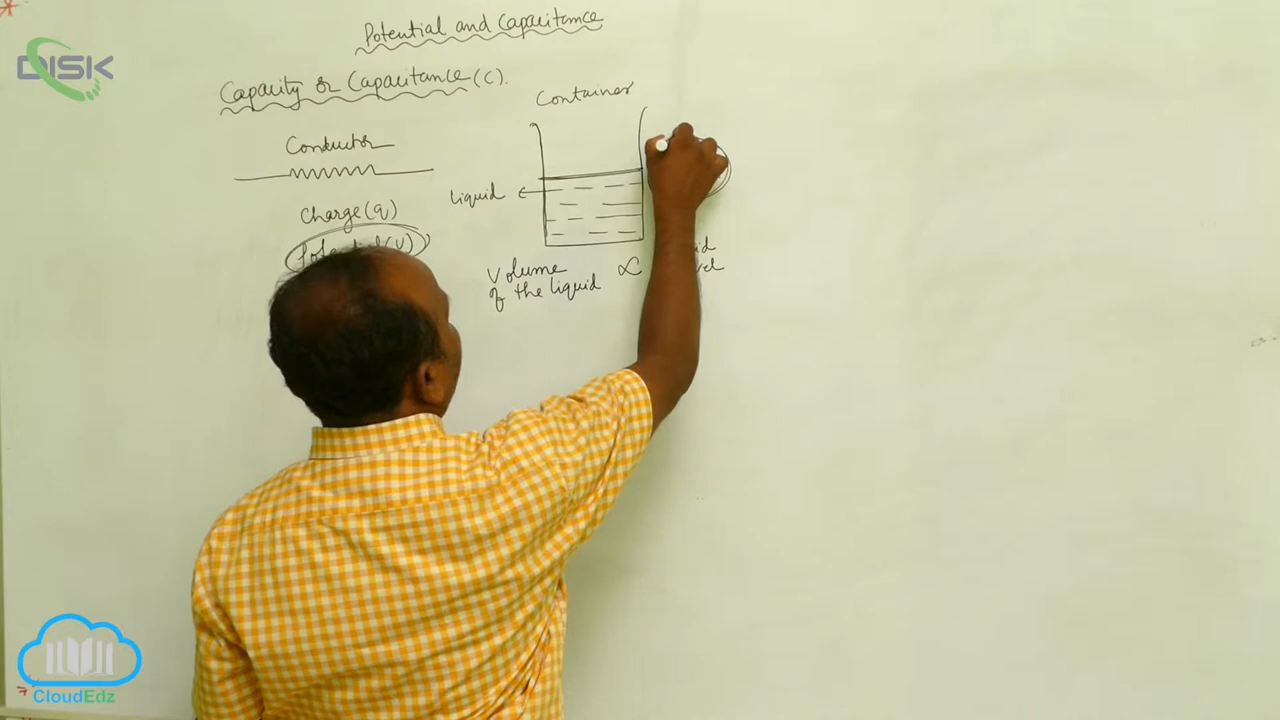 Potential and Capacitance
DISK
Capacity or Capacitance (C).
Container
Conductor
Liquid
Charge (q)
Potential (V)
Volume ∝
of the liquid
CloudEdz